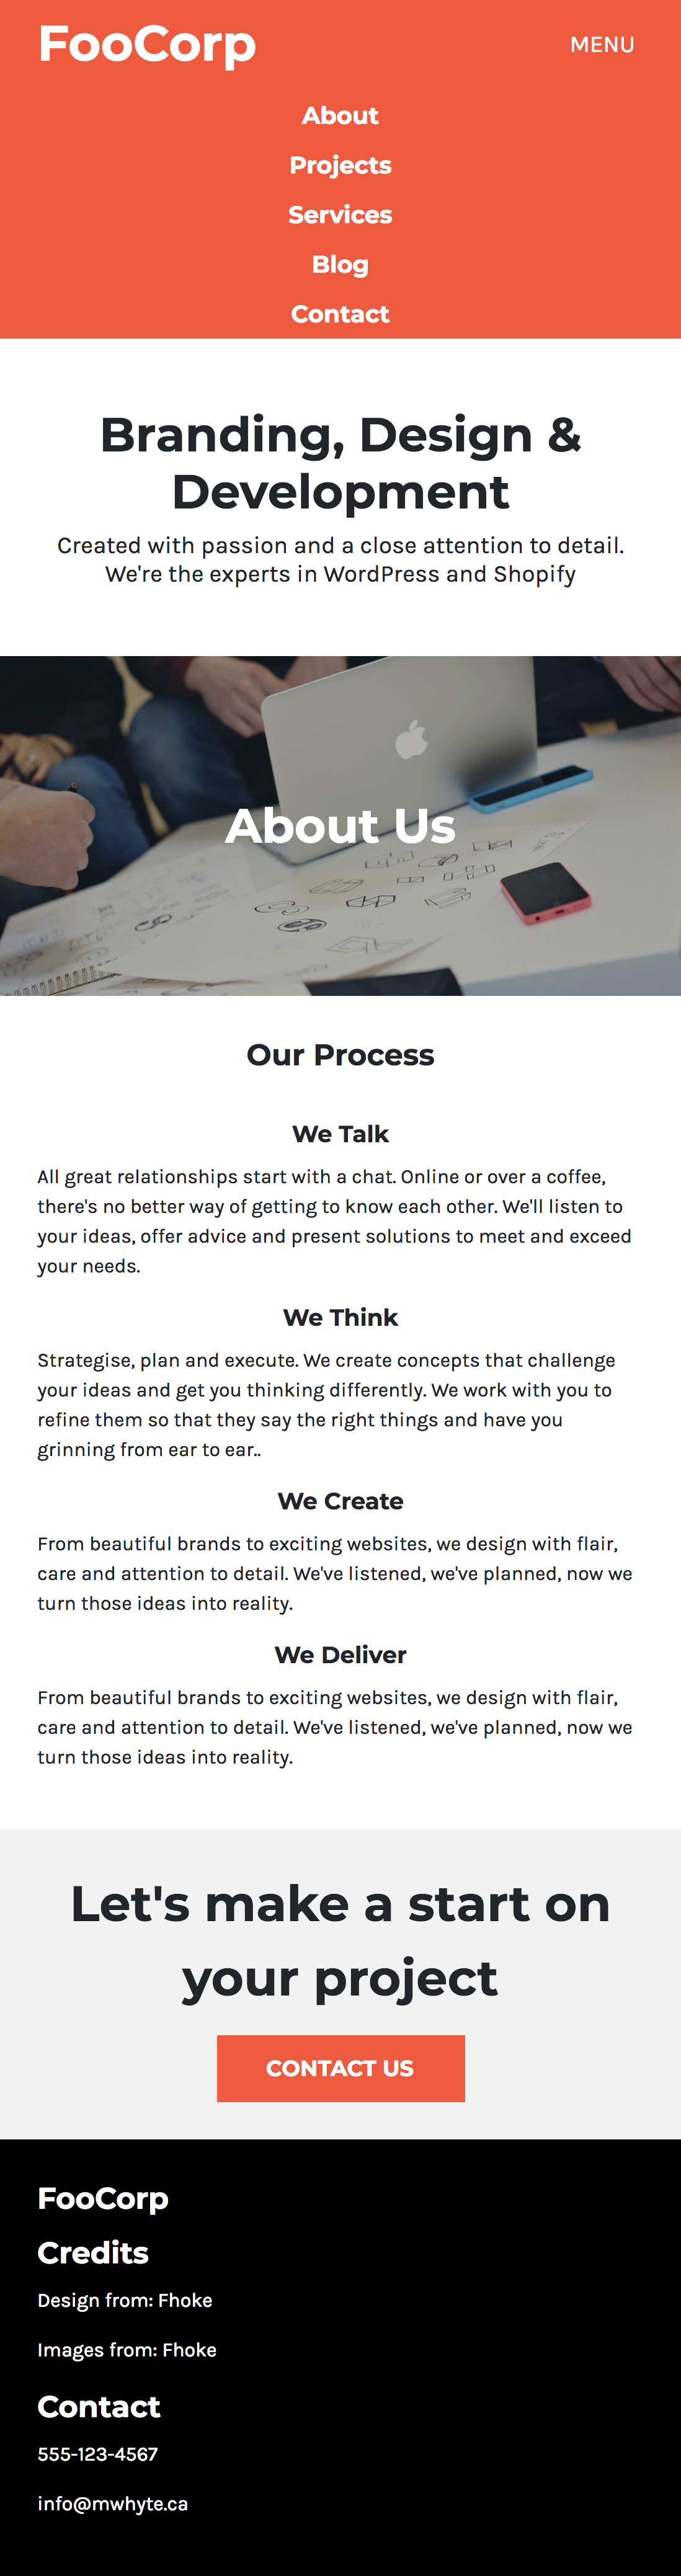 FooCorp
MENU
About
Projects
Services
Blog
Contact
Branding, Design &
Development
Created with passion and a close attention to detail.
We're the experts in WordPress and Shopify
About Us
Our Process
We Talk
All great relationships start with a chat. Online or over a coffee,
there's no better way of getting to know each other. We'll listen to
your ideas, offer advice and present solutions to meet and exceed
your needs.
We Think
Strategise, plan and execute. We create concepts that challenge
your ideas and get you thinking differently. We work with you to
refine them so that they say the right things and have you
grinning from ear to ear..
We Create
From beautiful brands to exciting websites, we design with flair,
care and attention to detail. We've listened, we've planned, now we
turn those ideas into reality.
We Deliver
From beautiful brands to exciting websites, we design with flair,
care and attention to detail. We've listened, we've planned, now we
turn those ideas into reality.
Let's make a start on
your project
CONTACT US
FooCorp
Credits
Design from: Fhoke
Images from: Fhoke
Contact
555-123-4567
info@mwhyte.ca